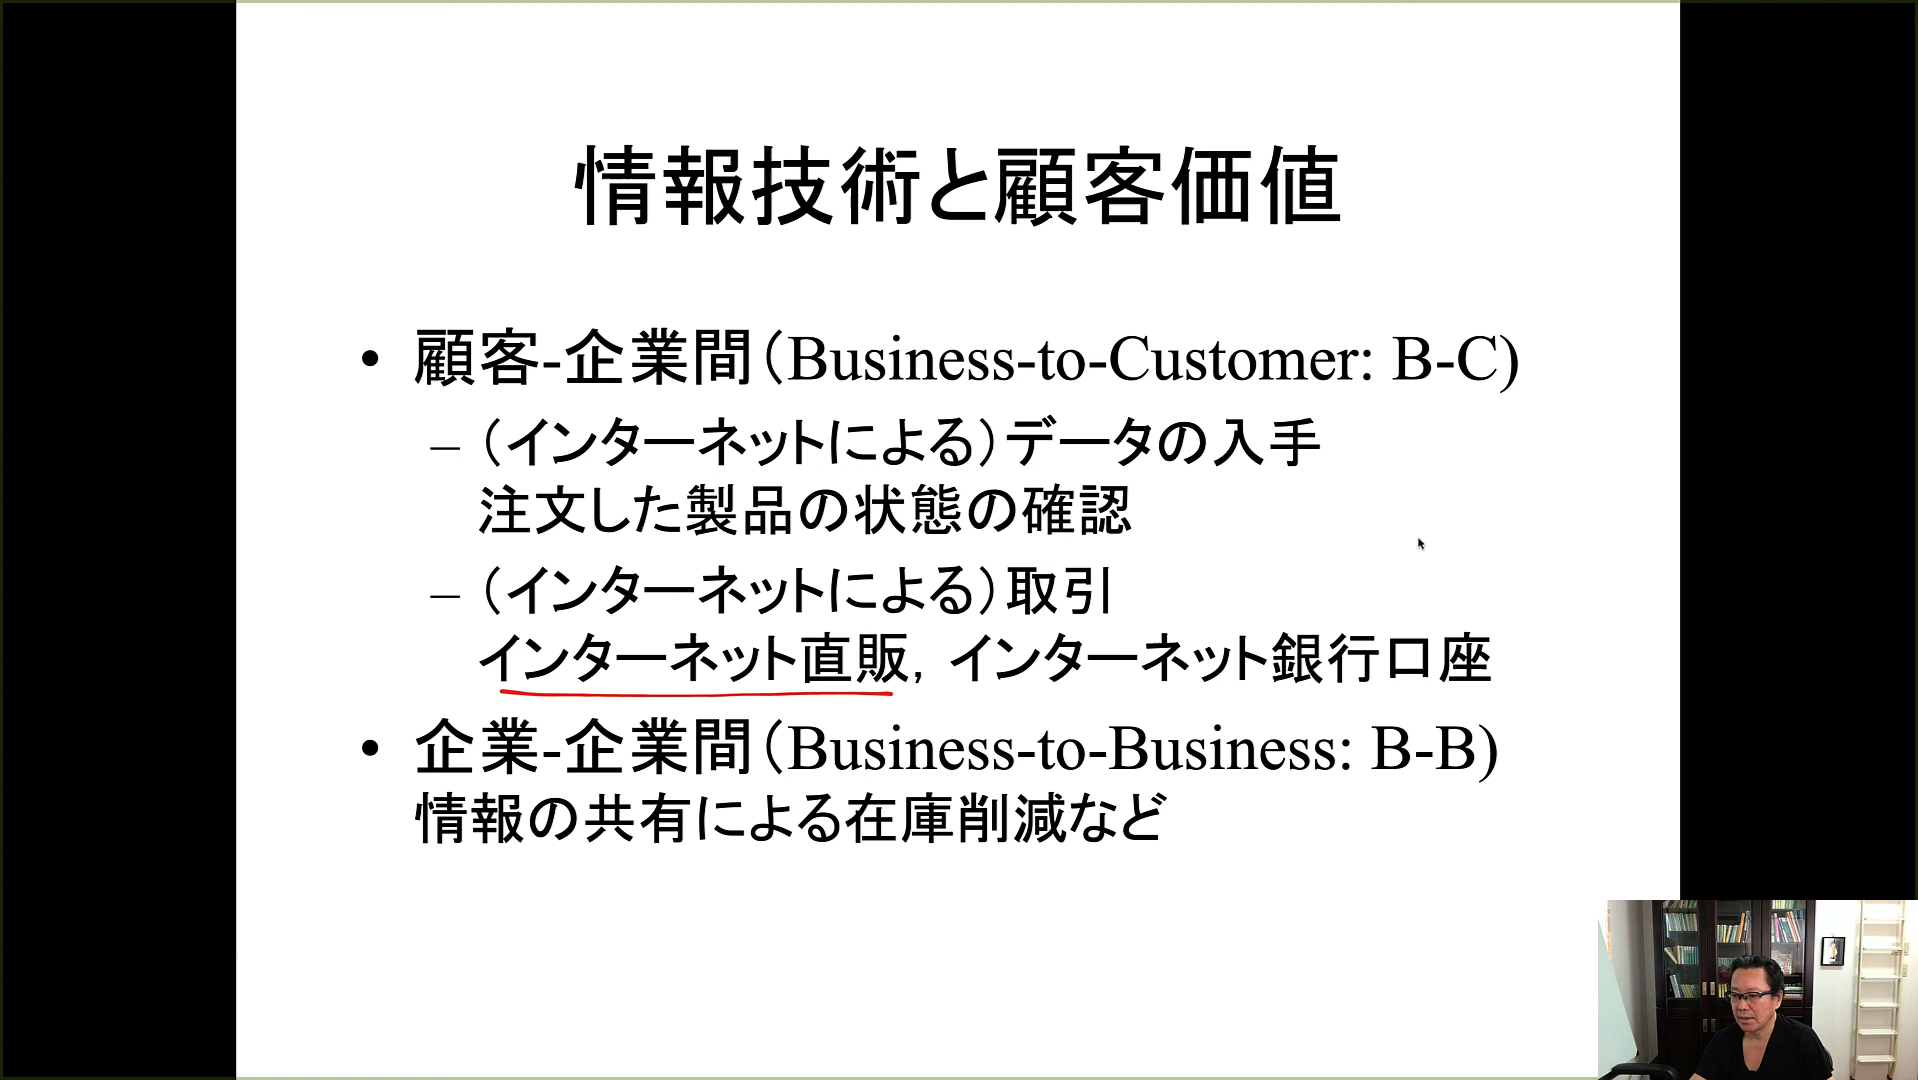 情報技術と顧客価値
• 顧客-企業間（Business-to-Customer: B-C)
– （インターネットによる）データの入手
注文した製品の状態の確認
– （インターネットによる）取引
インターネット直販，インターネット銀行口座
• 企業-企業間（Business-to-Business: B-B)
情報の共有による在庫削減など